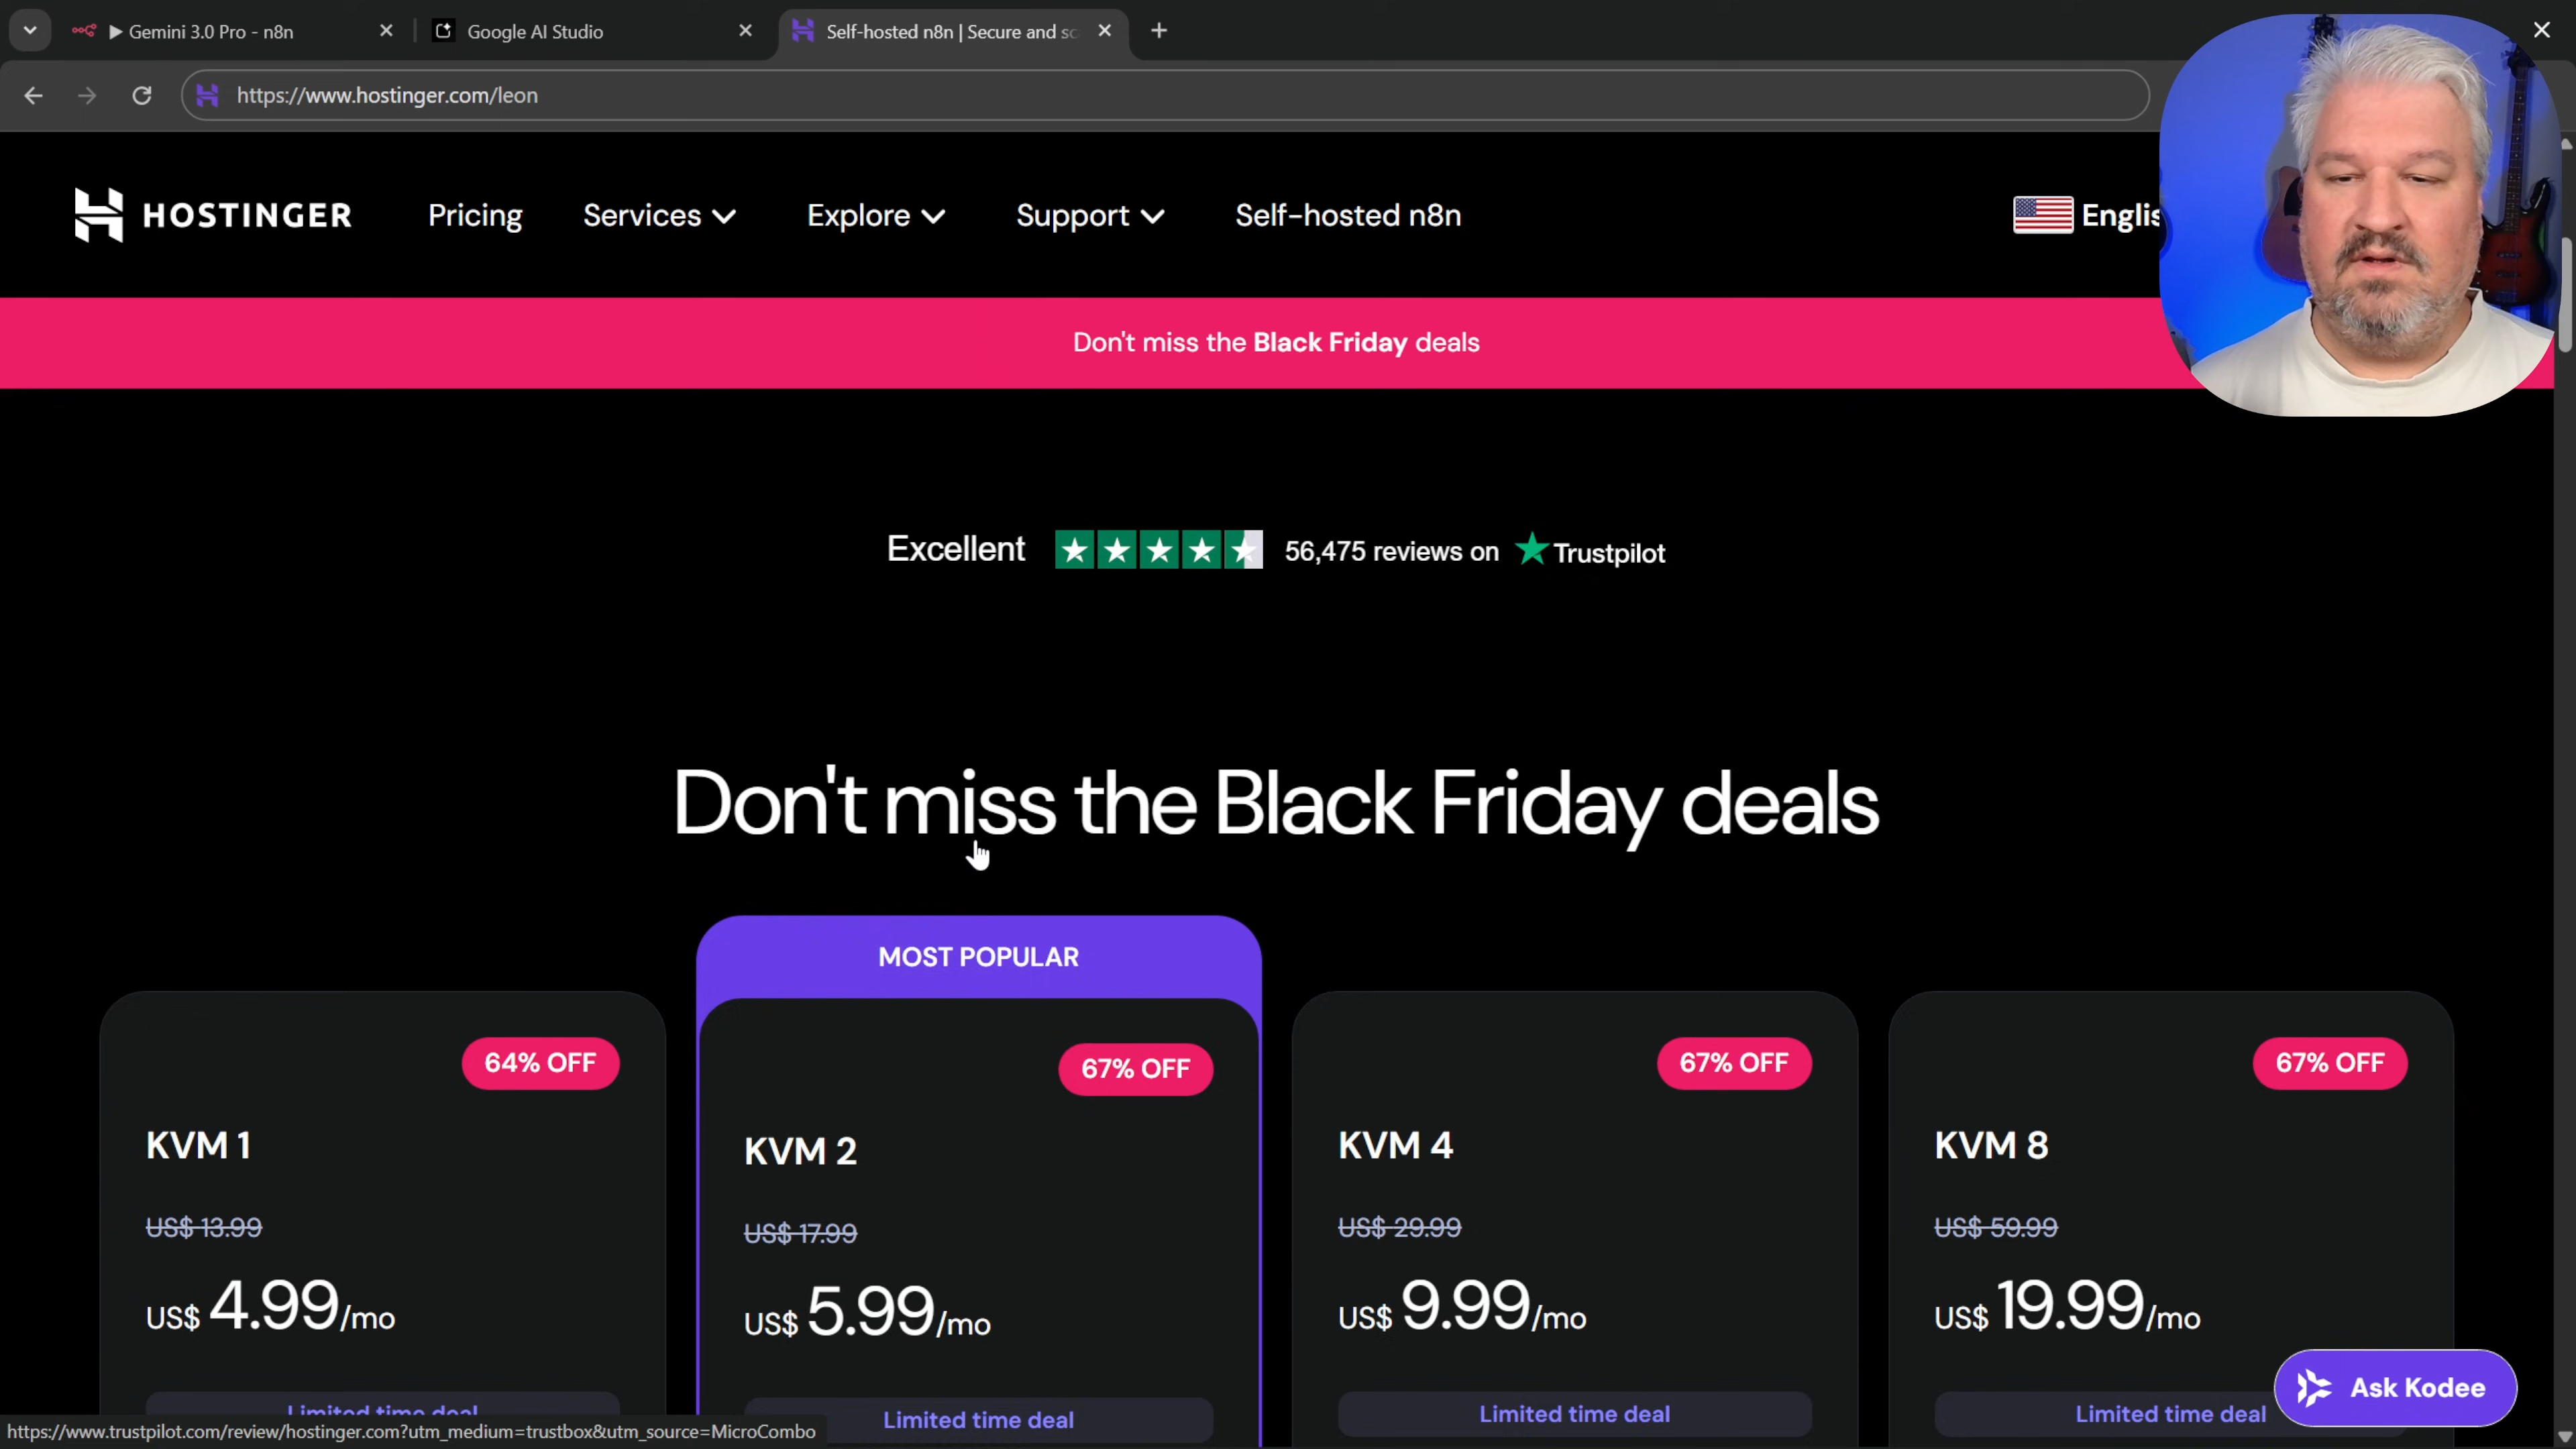 ▶ Gemini 3.0 Pro - n8n
Google AI Studio
Self-hosted n8n | Secure and sc
https://www.hostinger.com/leon
HOSTINGER
Pricing
Services
Explore
Support
Self-hosted n8n
Englis
Don't miss the Black Friday deals
Excellent
56,475 reviews on
Trustpilot
Don't miss the Black Friday deals
MOST POPULAR
64% OFF
KVM 1
US$ 13.99
US$ 4.99/mo
Limited time deal
67% OFF
KVM 2
US$ 17.99
US$ 5.99/mo
Limited time deal
67% OFF
KVM 4
US$ 29.99
US$ 9.99/mo
Limited time deal
67% OFF
KVM 8
US$ 59.99
US$ 19.99/mo
Limited time deal
Ask Kodee
https://www.trustpilot.com/review/hostinger.com?utm_medium=trustbox&utm_source=MicroCombo